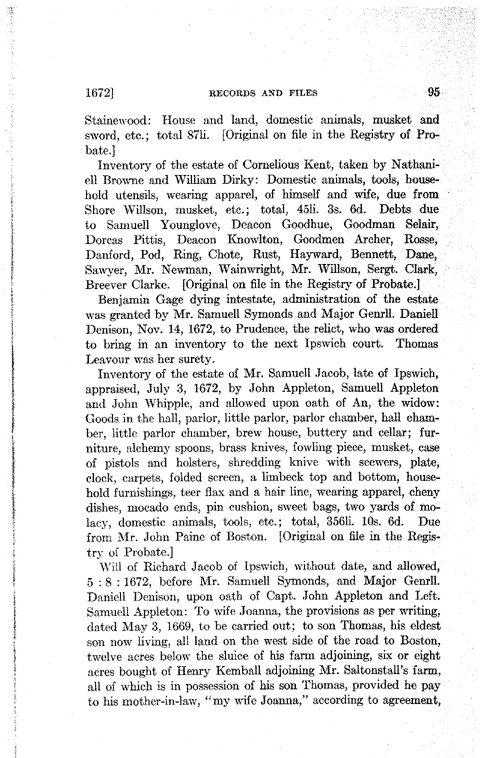 1672] RECORDS AND FILES 95
Stainewood: House and land, domestic animals, musket and
sword, etc.; total 87li. [Original on file in the Registry of Pro-
bate.]
Inventory of the estate of Cornelious Kent, taken by Nathani-
ell Browne and William Dirky: Domestic animals, tools, house-
hold utensils, wearing apparel, of himself and wife, due from
Shore Willson, musket, etc.; total, 45li. 3s. 6d. Debts due
to Samuell Younglove, Deacon Goodhue, Goodman Selair,
Dorcas Pittis, Deacon Knowlton, Goodmen Archer, Rosse,
Danford, Pod, Ring, Chote, Rust, Hayward, Bennett, Dane,
Sawyer, Mr. Newman, Wainwright, Mr. Willson, Sergt. Clark,
Breever Clarke. [Original on file in the Registry of Probate.]
Benjamin Gage dying intestate, administration of the estate
was granted by Mr. Samuell Symonds and Major Genrll. Daniell
Denison, Nov. 14, 1672, to Prudence, the relict, who was ordered
to bring in an inventory to the next Ipswich court. Thomas
Leavour was her surety.
Inventory of the estate of Mr. Samuell Jacob, late of Ipswich,
appraised, July 3, 1672, by John Appleton, Samuell Appleton
and John Whipple, and allowed upon oath of An, the widow:
Goods in the hall, parlor, little parlor, parlor chamber, hall cham-
ber, little parlor chamber, brew house, buttery and cellar; fur-
niture, alchemy spoons, brass knives, fowling piece, musket, case
of pistols and holsters, shredding knive with scewers, plate,
clock, carpets, folded screen, a limbeck top and bottom, house-
hold furnishings, teer flax and a hair line, wearing apparel, cheny
dishes, mocado ends, pin cushion, sweet bags, two yards of mo-
lacy, domestic animals, tools, etc.; total, 356li. 10s. 6d. Due
from Mr. John Paine of Boston. [Original on file in the Regis-
try of Probate.]
Will of Richard Jacob of Ipswich, without date, and allowed,
5 : 8 : 1672, before Mr. Samuell Symonds, and Major Genrll.
Daniell Denison, upon oath of Capt. John Appleton and Left.
Samuell Appleton: To wife Joanna, the provisions as per writing,
dated May 3, 1669, to be carried out; to son Thomas, his eldest
son now living, all land on the west side of the road to Boston,
twelve acres below the sluice of his farm adjoining, six or eight
acres bought of Henry Kemball adjoining Mr. Saltonstall's farm,
all of which is in possession of his son Thomas, provided he pay
to his mother-in-law, "my wife Joanna," according to agreement,